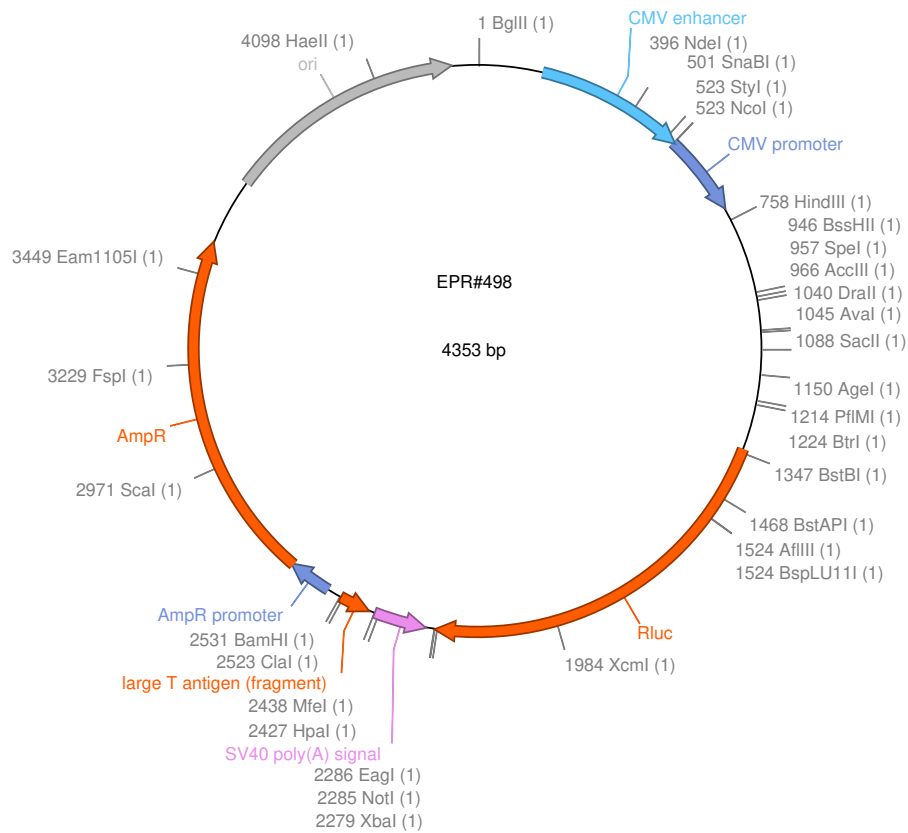 1 BglII (1)
CMV enhancer
396 NdeI (1)
501 SnaBI (1)
523 StyI (1)
523 NcoI (1)
CMV promoter
758 HindIII (1)
946 BssHII (1)
957 SpeI (1)
966 AccIII (1)
1040 DraII (1)
1045 AvaI (1)
1088 SacII (1)
1150 AgeI (1)
1214 PflMI (1)
1224 BtrI (1)
1347 BstBI (1)
1468 BstAPI (1)
1524 AflIII (1)
1524 BspLU11I (1)
Rluc
1984 XcmI (1)
2279 XbaI (1)
2285 NotI (1)
2286 EagI (1)
SV40 poly(A) signal
2427 HpaI (1)
2438 MfeI (1)
large T antigen (fragment)
2523 ClaI (1)
2531 BamHI (1)
AmpR promoter
2971 ScaI (1)
AmpR
3229 FspI (1)
3449 Eam1105I (1)
ori
4098 HaeII (1)
EPR#498
4353 bp